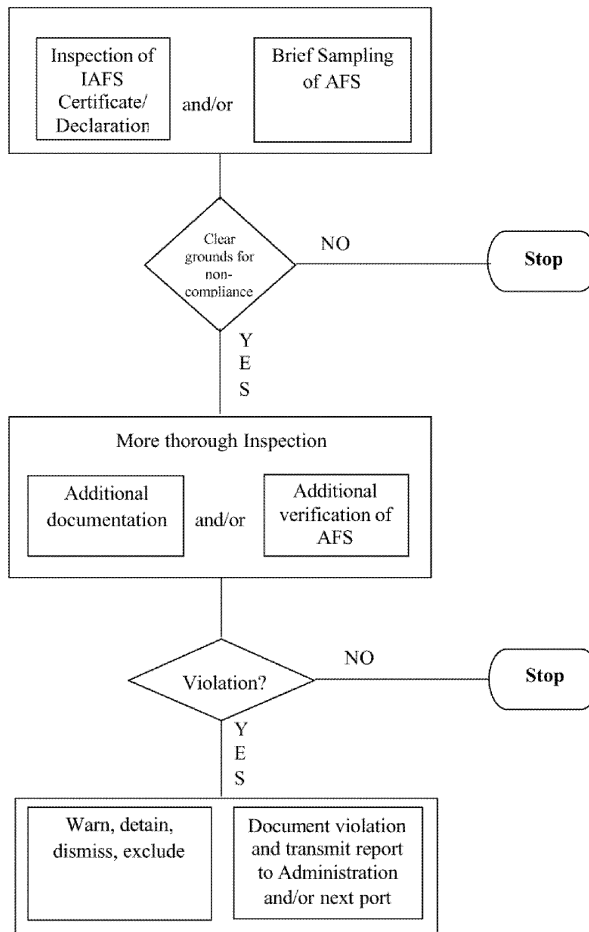 Inspection of
IAFS
Certificate/
Declaration
and/or
Brief Sampling
of AFS
Clear
grounds for
non-
compliance
NO
Stop
Y
E
S
More thorough Inspection
Additional
documentation
and/or
Additional
verification of
AFS
Violation?
NO
Stop
Y
E
S
Warn, detain,
dismiss, exclude
Document violation
and transmit report
to Administration
and/or next port